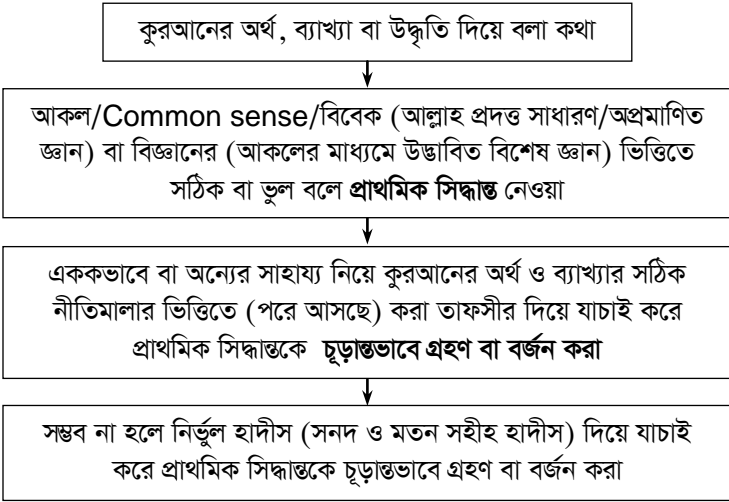 কুরআনের অর্থ, ব্যাখ্যা বা উদ্ধৃতি দিয়ে বলা কথা
আকল/Common sense/বিবেক (আল্লাহ প্রদত্ত সাধারণ/অপ্রমাণিত
জ্ঞান) বা বিজ্ঞানের (আকলের মাধ্যমে উদ্ভাবিত বিশেষ জ্ঞান) ভিত্তিতে
সঠিক বা ভুল বলে প্রাথমিক সিদ্ধান্ত নেওয়া
এককভাবে বা অন্যের সাহায্য নিয়ে কুরআনের অর্থ ও ব্যাখ্যার সঠিক
নীতিমালার ভিত্তিতে (পরে আসছে) করা তাফসীর দিয়ে যাচাই করে
প্রাথমিক সিদ্ধান্তকে চূড়ান্তভাবে গ্রহণ বা বর্জন করা
সম্ভব না হলে নির্ভুল হাদীস (সনদ ও মতন সহীহ হাদীস) দিয়ে যাচাই
করে প্রাথমিক সিদ্ধান্তকে চূড়ান্তভাবে গ্রহণ বা বর্জন করা